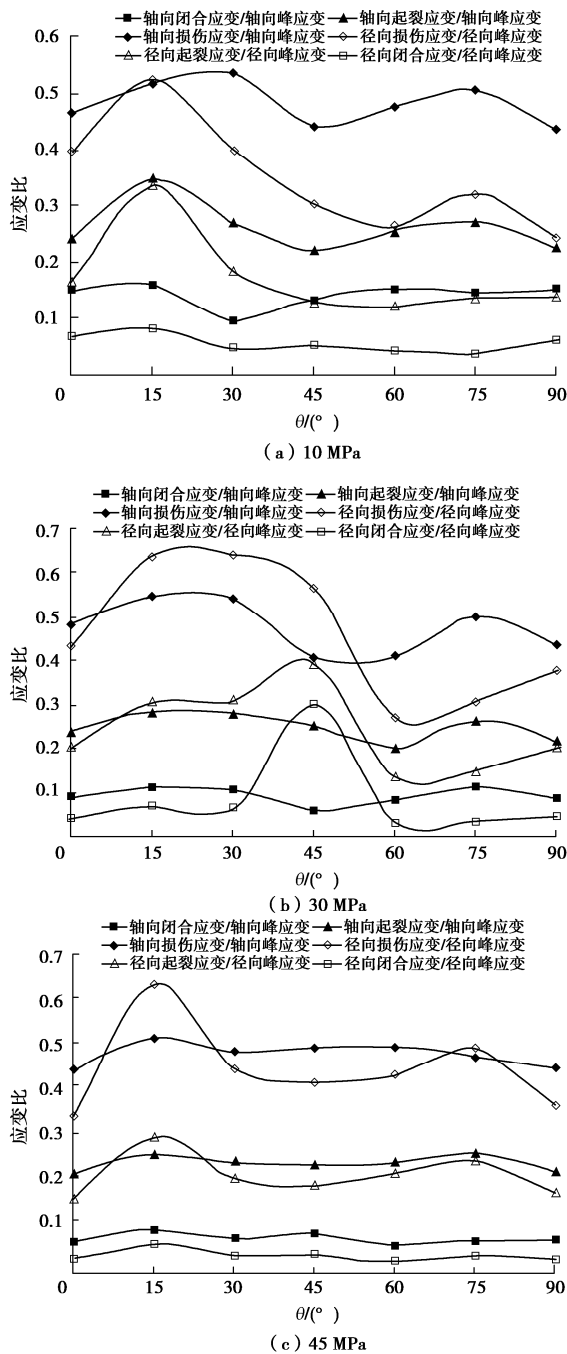 轴向闭合应变/轴向峰应变 轴向起裂应变/轴向峰应变
轴向损伤应变/轴向峰应变 径向损伤应变/径向峰应变
径向起裂应变/径向峰应变 径向闭合应变/径向峰应变
0.6
0.5
0.4
0.3
0.2
0.1
应变比
0 15 30 45 60 75 90
θ/(° )
(a) 10 MPa
轴向闭合应变/轴向峰应变 轴向起裂应变/轴向峰应变
轴向损伤应变/轴向峰应变 径向损伤应变/径向峰应变
径向起裂应变/径向峰应变 径向闭合应变/径向峰应变
0.7
0.6
0.5
0.4
0.3
0.2
0.1
应变比
0 15 30 45 60 75 90
θ/(° )
(b) 30 MPa
轴向闭合应变/轴向峰应变 轴向起裂应变/轴向峰应变
轴向损伤应变/轴向峰应变 径向损伤应变/径向峰应变
径向起裂应变/径向峰应变 径向闭合应变/径向峰应变
0.7
0.6
0.5
0.4
0.3
0.2
0.1
应变比
0 15 30 45 60 75 90
θ/(° )
(c) 45 MPa